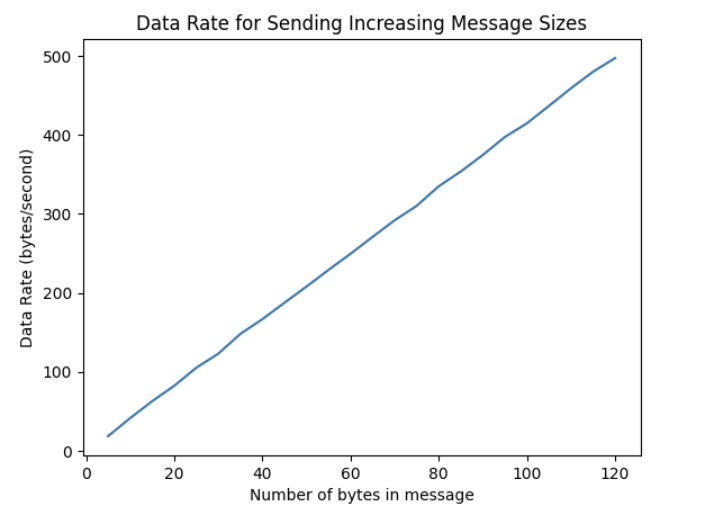 Data Rate for Sending Increasing Message Sizes
500
400
300
200
100
0
Data Rate (bytes/second)
0 20 40 60 80 100 120
Number of bytes in message